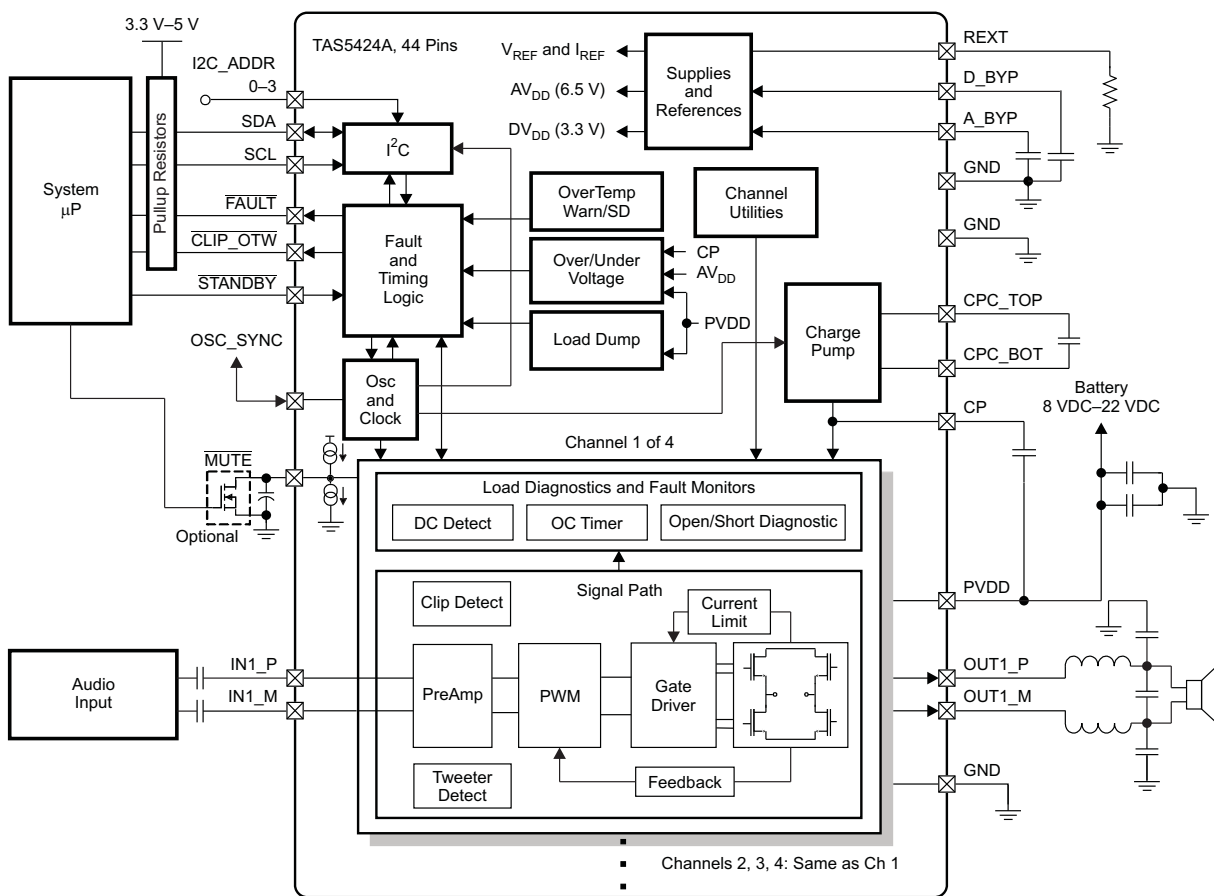 3.3 V–5 V
TAS5424A, 44 Pins
I2C_ADDR
0–3
SDA
SCL
FAULT
CLIP_OTW
STANDBY
System
μP
Pullup Resistors
I²C
Fault
and
Timing
Logic
OSC_SYNC
Osc
and
Clock
VREF and IREF
AVDD (6.5 V)
DVDD (3.3 V)
Supplies
and
References
REXT
D_BYP
A_BYP
GND
GND
OverTemp
Warn/SD
Over/Under
Voltage
Load Dump
CP
AVDD
PVDD
Channel
Utilities
Charge
Pump
CPC_TOP
CPC_BOT
CP
Battery
8 VDC–22 VDC
MUTE
Optional
Channel 1 of 4
Load Diagnostics and Fault Monitors
DC Detect
OC Timer
Open/Short Diagnostic
Signal Path
Clip Detect
Current
Limit
PVDD
Audio
Input
IN1_P
IN1_M
PreAmp
PWM
Gate
Driver
OUT1_P
OUT1_M
Tweeter
Detect
Feedback
GND
Channels 2, 3, 4: Same as Ch 1